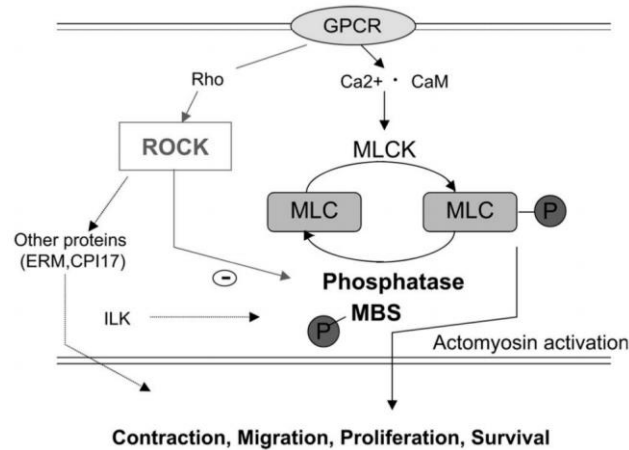 GPCR
Rho
Ca2+ · CaM
ROCK
MLCK
MLC
MLC
P
Other proteins
(ERM,CPI17)
-
Phosphatase
ILK
P
MBS
Actomyosin activation
Contraction, Migration, Proliferation, Survival